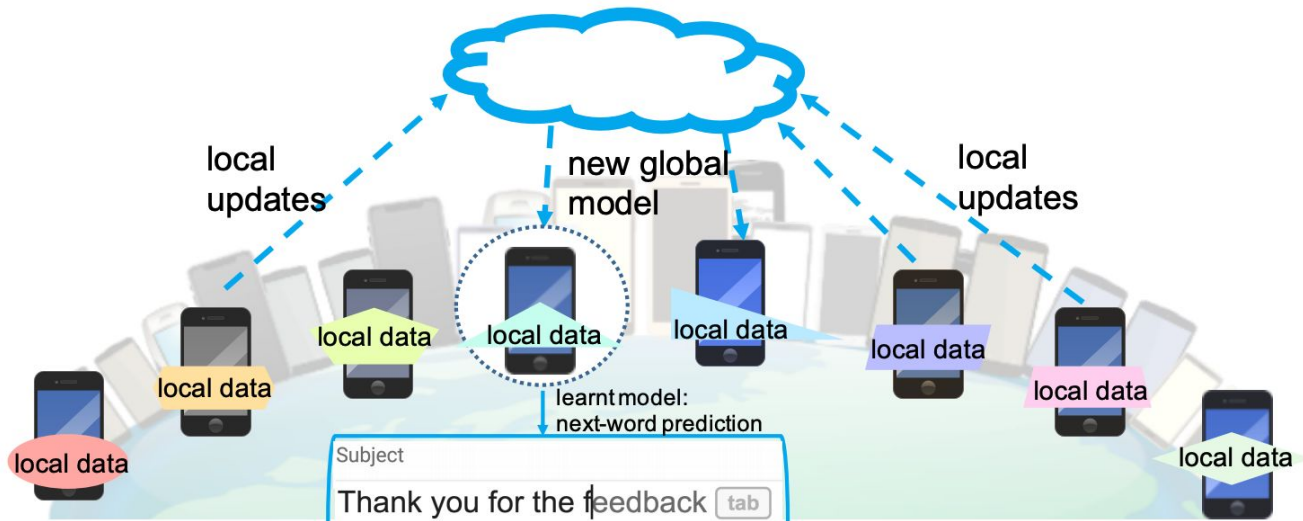 local
updates
new global
model
local
updates
local data
local data
local data
local data
local data
local data
local data
local data
learnt model:
next-word prediction
Subject
Thank you for the feedback tab